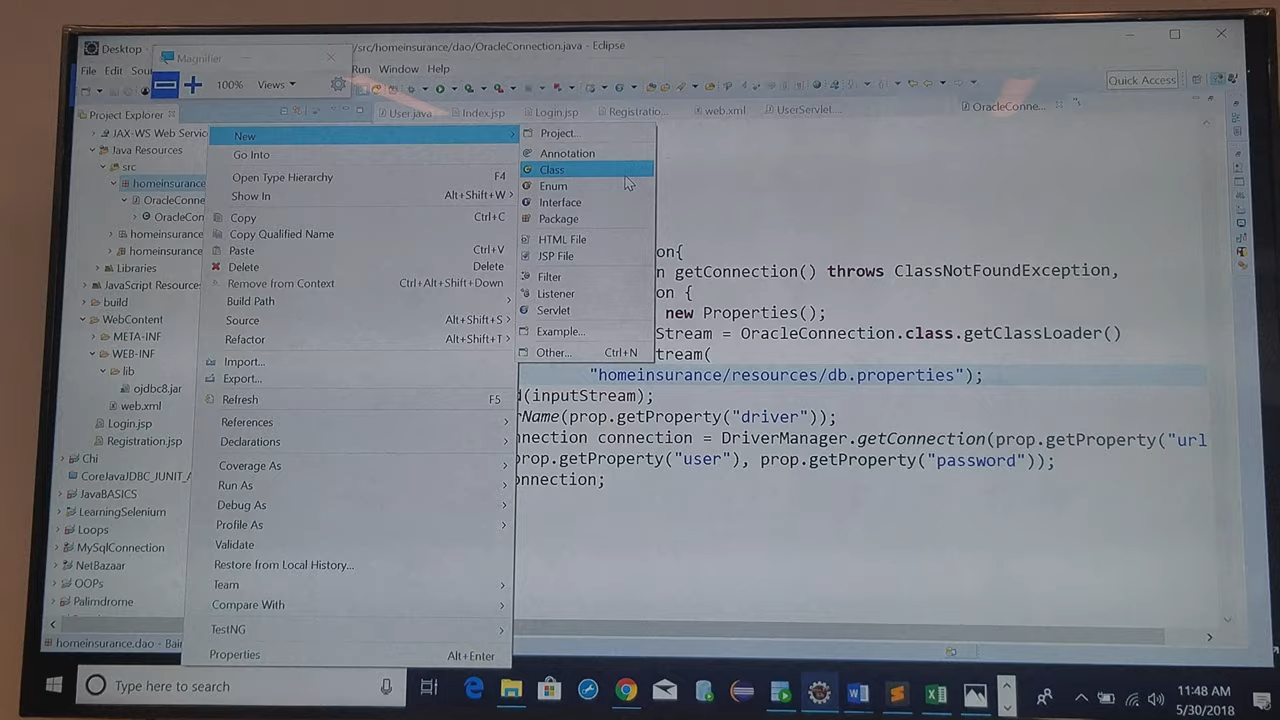 Desktop -
/src/homeinsurance/dao/OracleConnection.java - Eclipse
Magnifier
File Edit Sou
100% Views
Run Window Help
Quick Access
Project Explorer
User.java Index.jsp Login.jsp Registratio... web.xml UserServlet... OracleConne...
JAX-WS Web Servic
Java Resources
src
homeinsurance
OracleConne
OracleCon
homeinsurance
homeinsurance
Libraries
JavaScript Resource
build
WebContent
META-INF
WEB-INF
lib
ojdbc8.jar
web.xml
Login.jsp
Registration.jsp
Chi
CoreJavaJDBC_JUNIT_A
JavaBASICS
LearningSelenium
Loops
MySqlConnection
NetBazaar
OOPs
Palimdrome
homeinsurance.dao - Bai
New
Go Into
Open Type Hierarchy F4
Show In Alt+Shift+W
Copy Ctrl+C
Copy Qualified Name
Paste Ctrl+V
Delete Delete
Remove from Context Ctrl+Alt+Shift+Down
Build Path
Source Alt+Shift+S
Refactor Alt+Shift+T
Import...
Export...
Refresh F5
References
Declarations
Coverage As
Run As
Debug As
Profile As
Validate
Restore from Local History...
Team
Compare With
TestNG
Properties Alt+Enter
Project...
Annotation
Class
Enum
Interface
Package
HTML File
JSP File
Filter
Listener
Servlet
Example...
Other... Ctrl+N
on{
n getConnection() throws ClassNotFoundException,
on {
new Properties();
Stream = OracleConnection.class.getClassLoader()
tream(
"homeinsurance/resources/db.properties");
d(inputStream);
rName(prop.getProperty("driver"));
nnection connection = DriverManager.getConnection(prop.getProperty("url
prop.getProperty("user"), prop.getProperty("password"));
onnection;
Type here to search
11:48 AM
5/30/2018